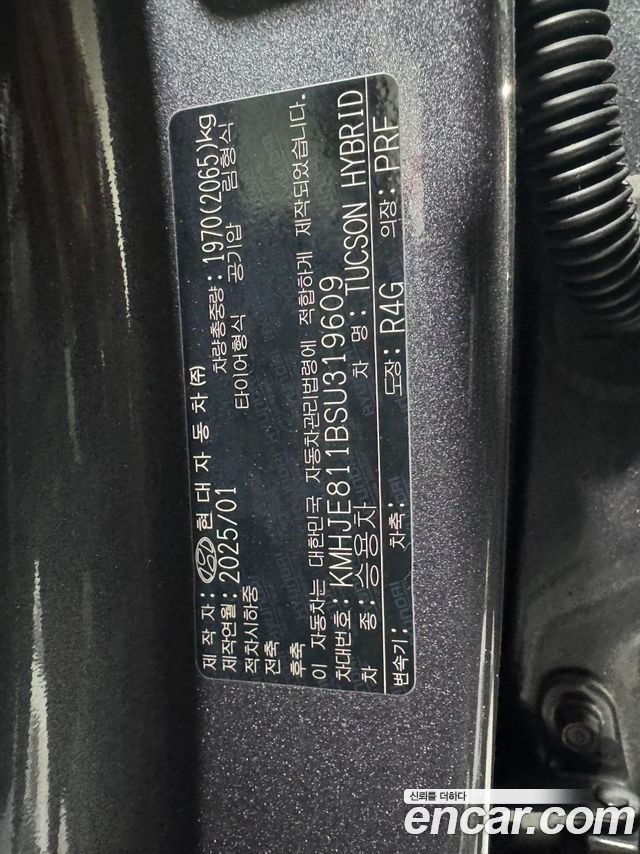 제 작 자 : 현 대 자 동 차 ㈜
제작연월: 2025/01 차량총중량: 1970(2065)kg
적차시하중 타이어형식 공기압 림형식
전축
후축
이 자동차는 대한민국 자동차관리법령에 적합하게 제작되었습니다.
차대번호: KMHJE811BSU319609
차 종: 승용차 차 명: TUCSON HYBRID
변속기: 차축: 도장: R4G 의장: PRF
신뢰를 더하다
encar.com